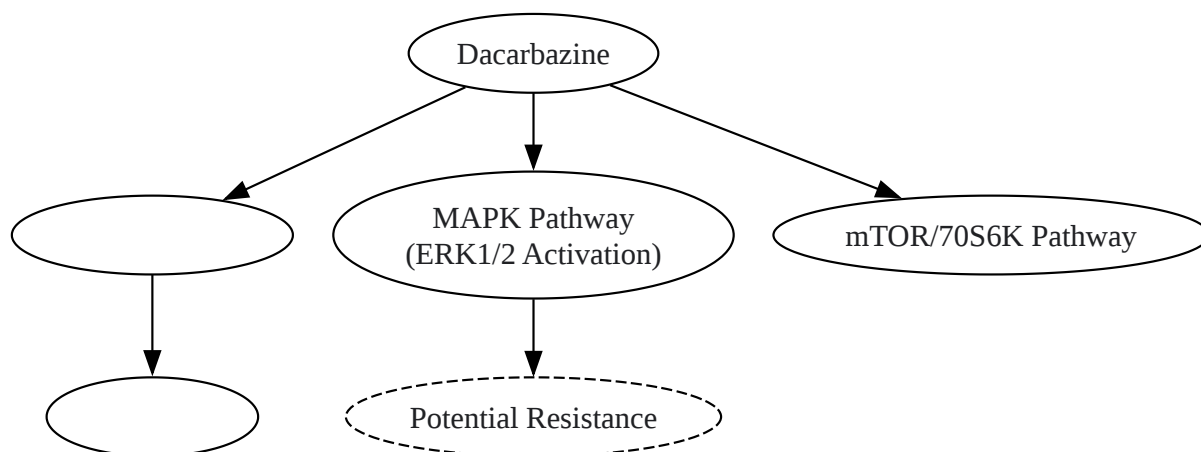 Dacarbazine
MAPK Pathway
(ERK1/2 Activation)
mTOR/70S6K Pathway
Potential Resistance